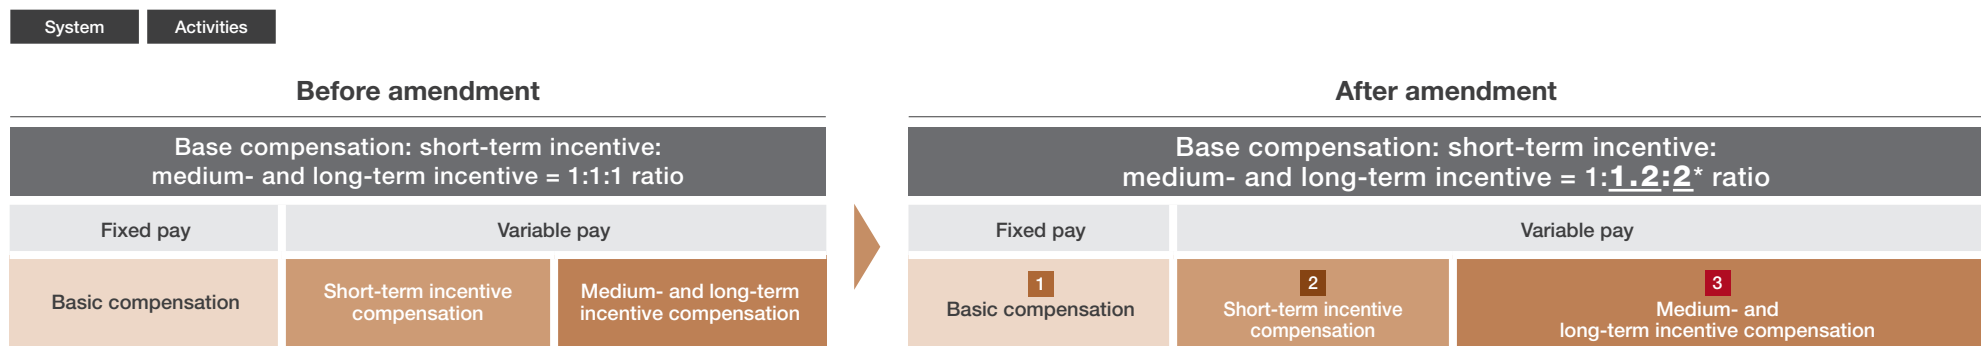 System
Activities
Before amendment
Base compensation: short-term incentive:
medium- and long-term incentive = 1:1:1 ratio
Fixed pay
Variable pay
Basic compensation
Short-term incentive
compensation
Medium- and long-term
incentive compensation
After amendment
Base compensation: short-term incentive:
medium- and long-term incentive = 1:1.2:2* ratio
Fixed pay
Variable pay
1
Basic compensation
2
Short-term incentive
compensation
3
Medium- and
long-term incentive compensation